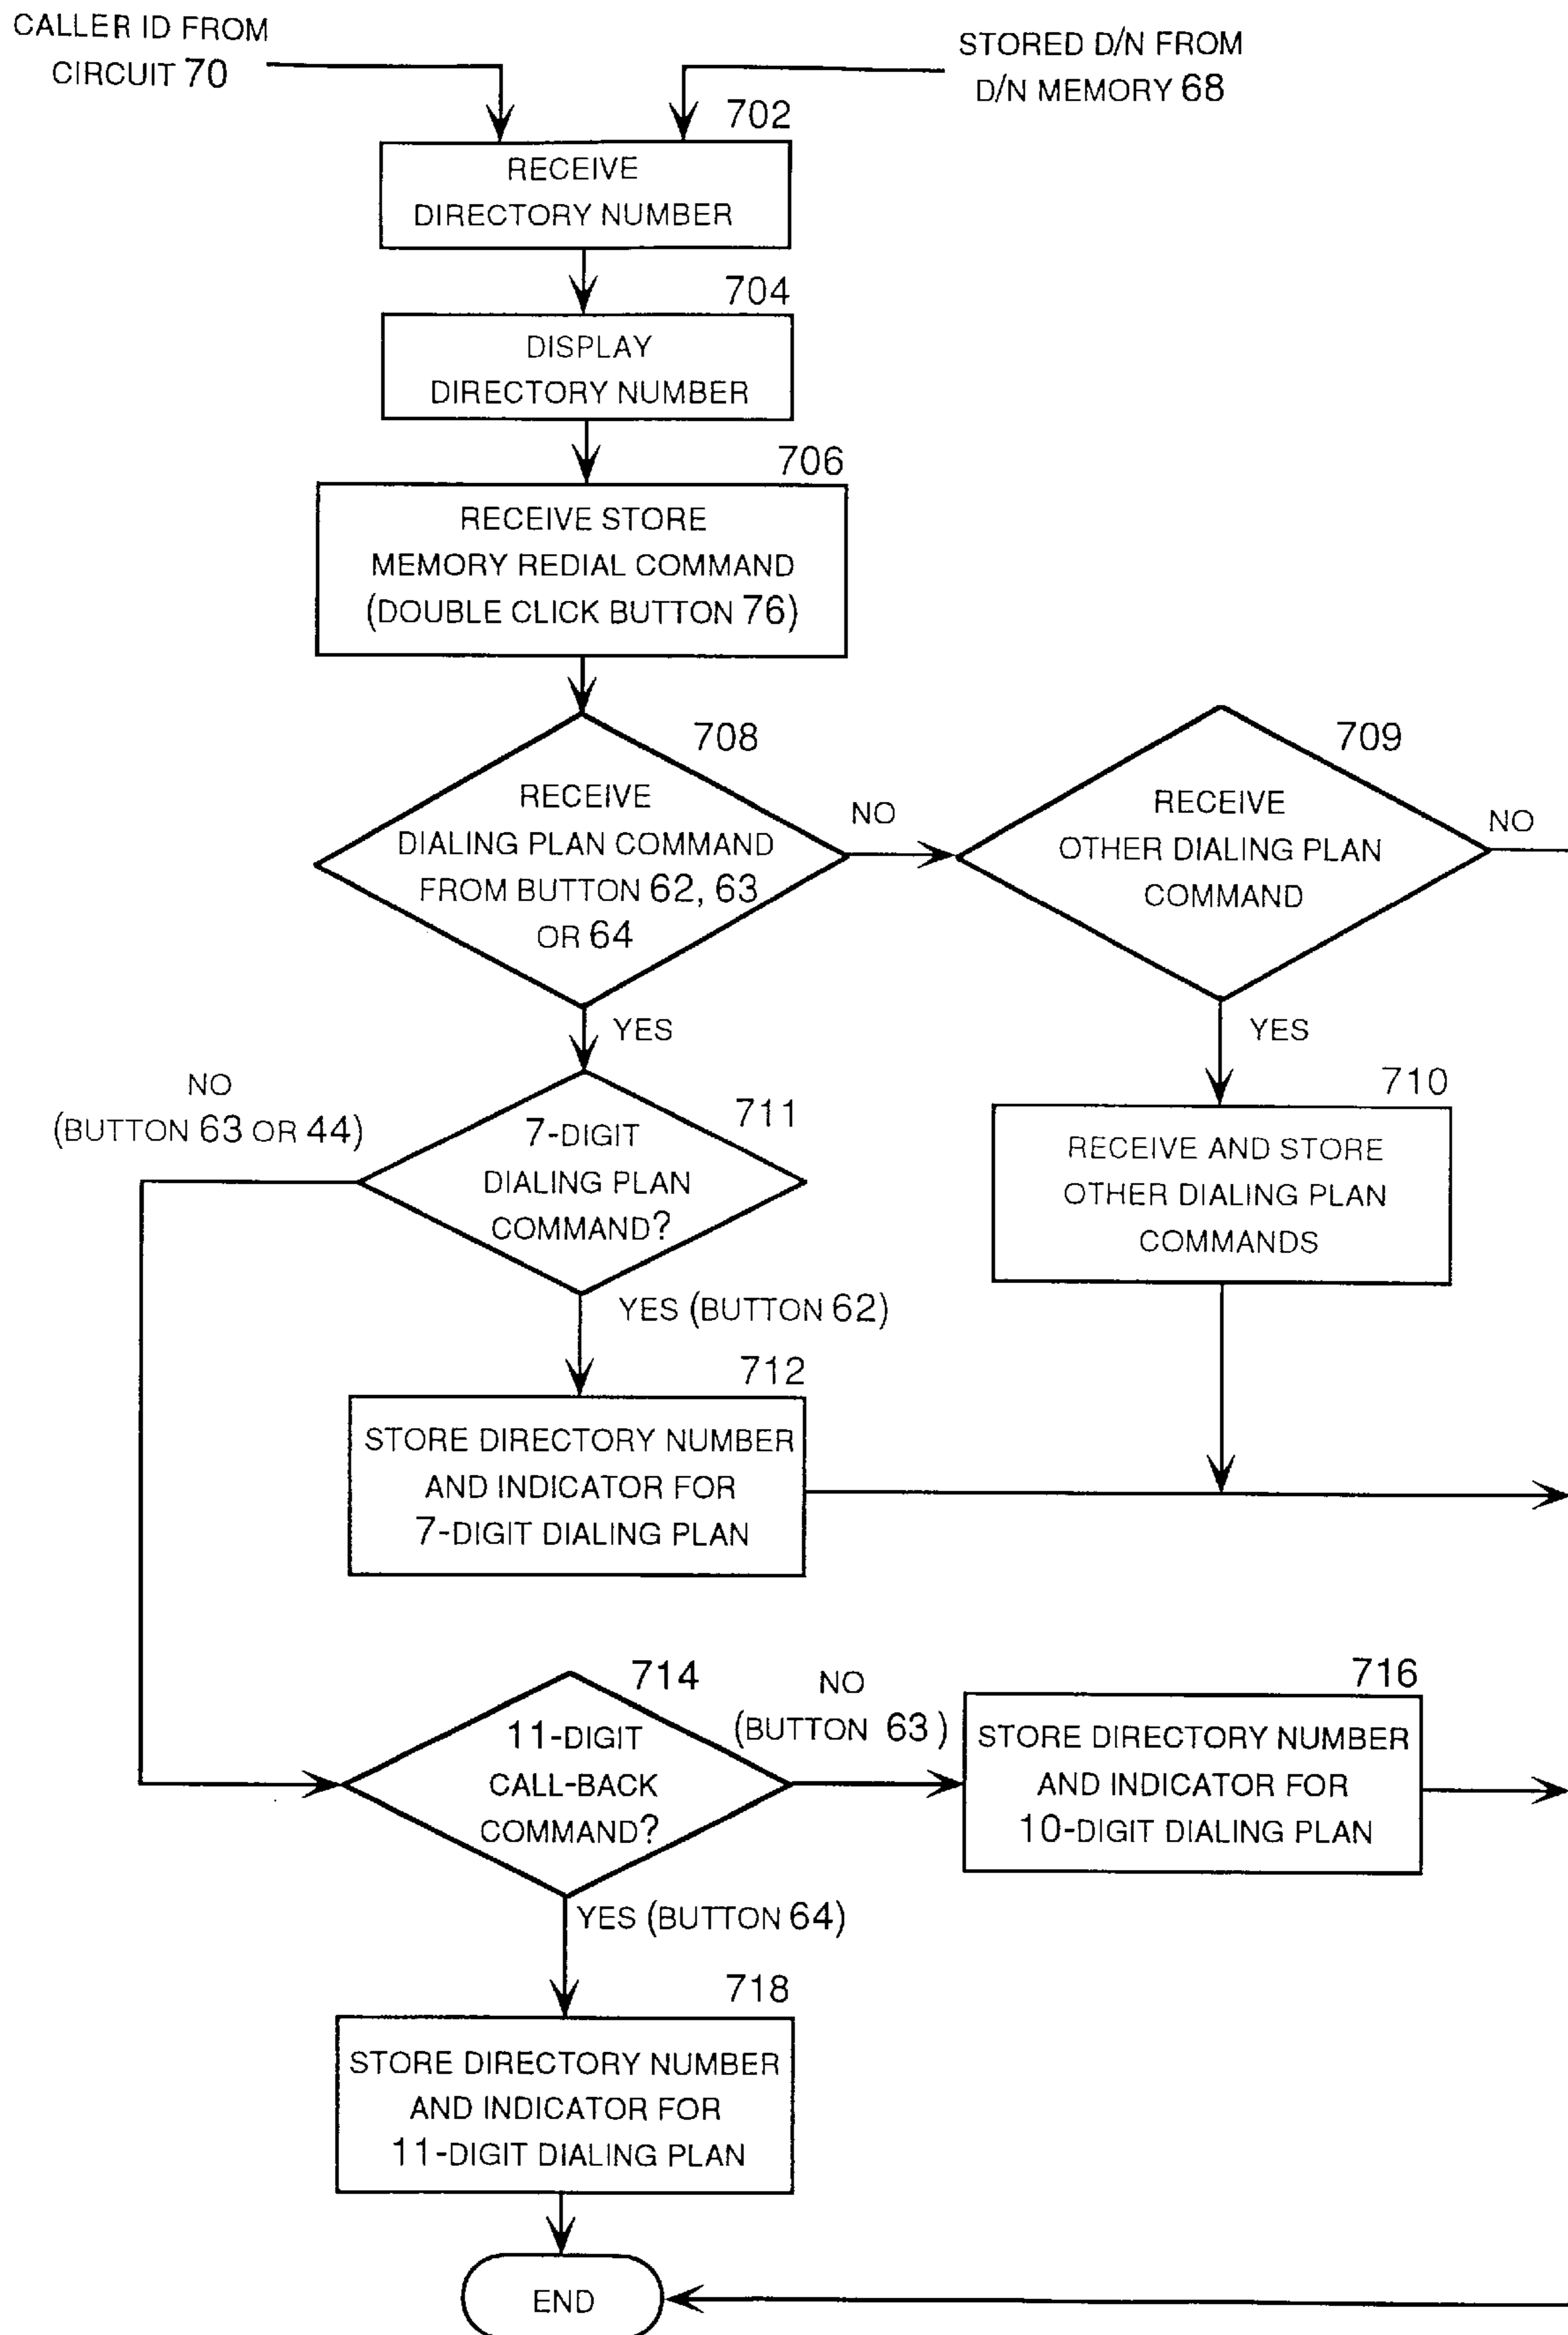 CALLER ID FROM
CIRCUIT 70
STORED D/N FROM
D/N MEMORY 68
702
RECEIVE
DIRECTORY NUMBER
704
DISPLAY
DIRECTORY NUMBER
706
RECEIVE STORE
MEMORY REDIAL COMMAND
(DOUBLE CLICK BUTTON 76)
708
RECEIVE
DIALING PLAN COMMAND
FROM BUTTON 62, 63
OR 64
NO
709
RECEIVE
OTHER DIALING PLAN
COMMAND
NO
YES
YES
NO
(BUTTON 63 OR 44)
711
7-DIGIT
DIALING PLAN
COMMAND?
710
RECEIVE AND STORE
OTHER DIALING PLAN
COMMANDS
YES (BUTTON 62)
712
STORE DIRECTORY NUMBER
AND INDICATOR FOR
7-DIGIT DIALING PLAN
714
11-DIGIT
CALL-BACK
COMMAND?
NO
(BUTTON 63)
716
STORE DIRECTORY NUMBER
AND INDICATOR FOR
10-DIGIT DIALING PLAN
YES (BUTTON 64)
718
STORE DIRECTORY NUMBER
AND INDICATOR FOR
11-DIGIT DIALING PLAN
END